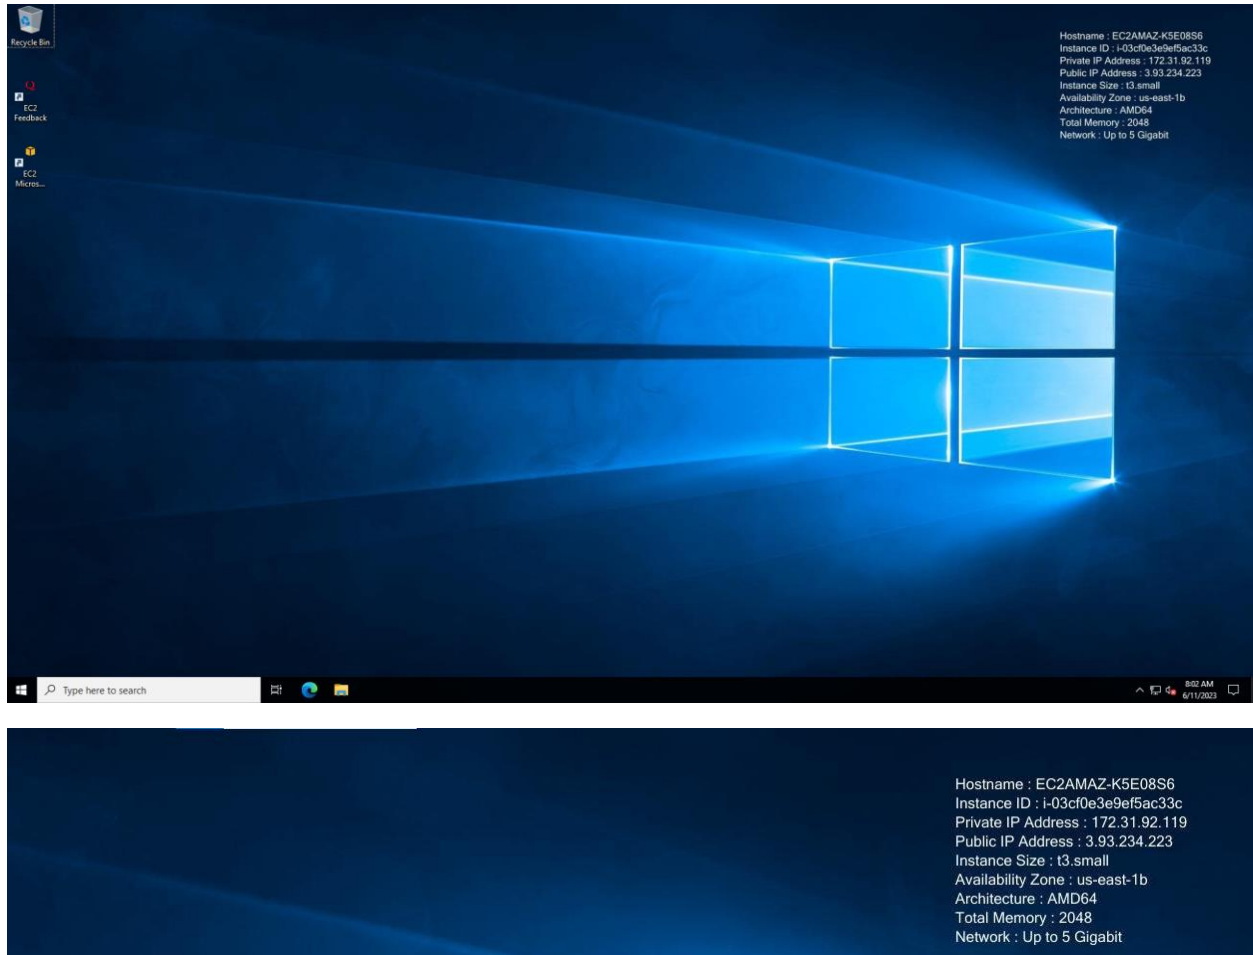 Recycle Bin
EC2
Feedback
EC2
Micros...
Hostname : EC2AMAZ-K5E08S6
Instance ID : i-03cf0e3e9ef5ac33c
Private IP Address : 172.31.92.119
Public IP Address : 3.93.234.223
Instance Size : t3.small
Availability Zone : us-east-1b
Architecture : AMD64
Total Memory : 2048
Network : Up to 5 Gigabit
Type here to search
8:02 AM
6/11/2023
Hostname : EC2AMAZ-K5E08S6
Instance ID : i-03cf0e3e9ef5ac33c
Private IP Address : 172.31.92.119
Public IP Address : 3.93.234.223
Instance Size : t3.small
Availability Zone : us-east-1b
Architecture : AMD64
Total Memory : 2048
Network : Up to 5 Gigabit